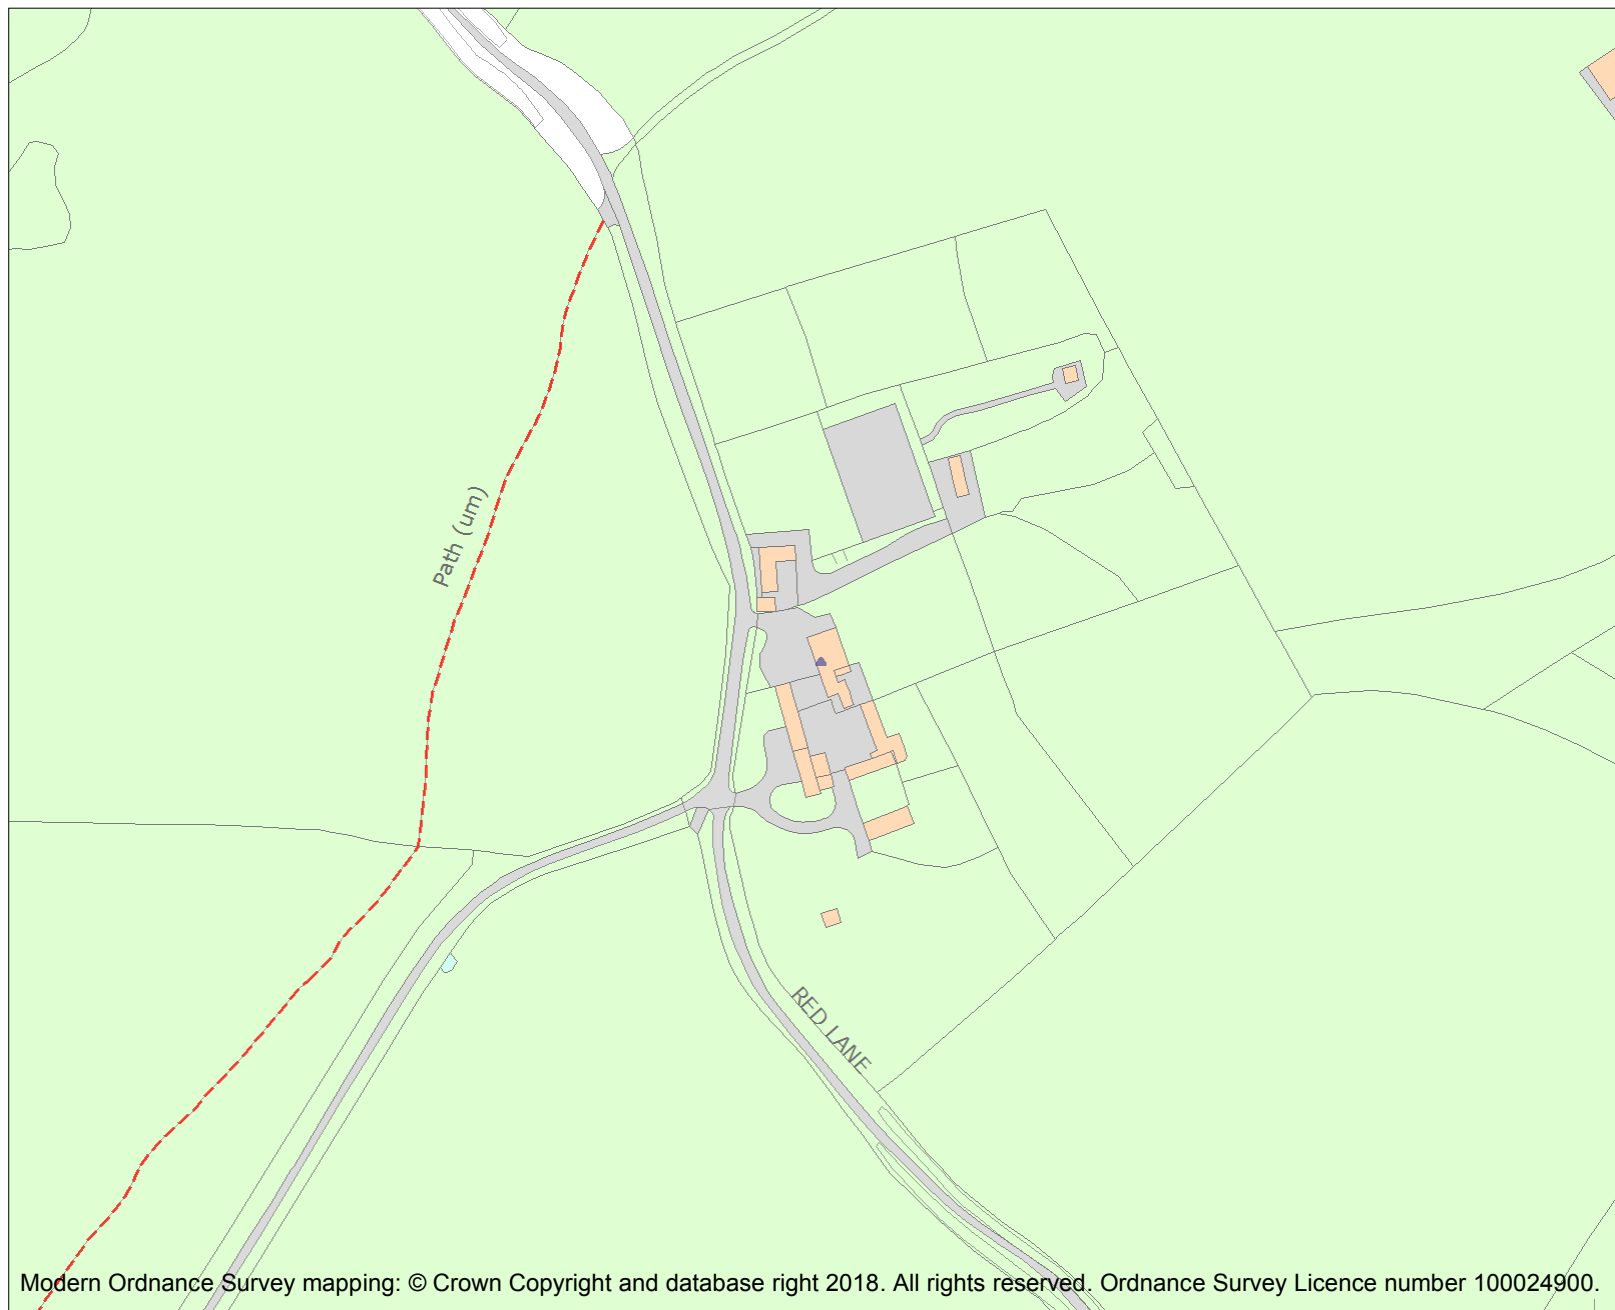 Path (um)
RED LANE
Modern Ordnance Survey mapping: © Crown Copyright and database right 2018. All rights reserved. Ordnance Survey Licence number 100024900.